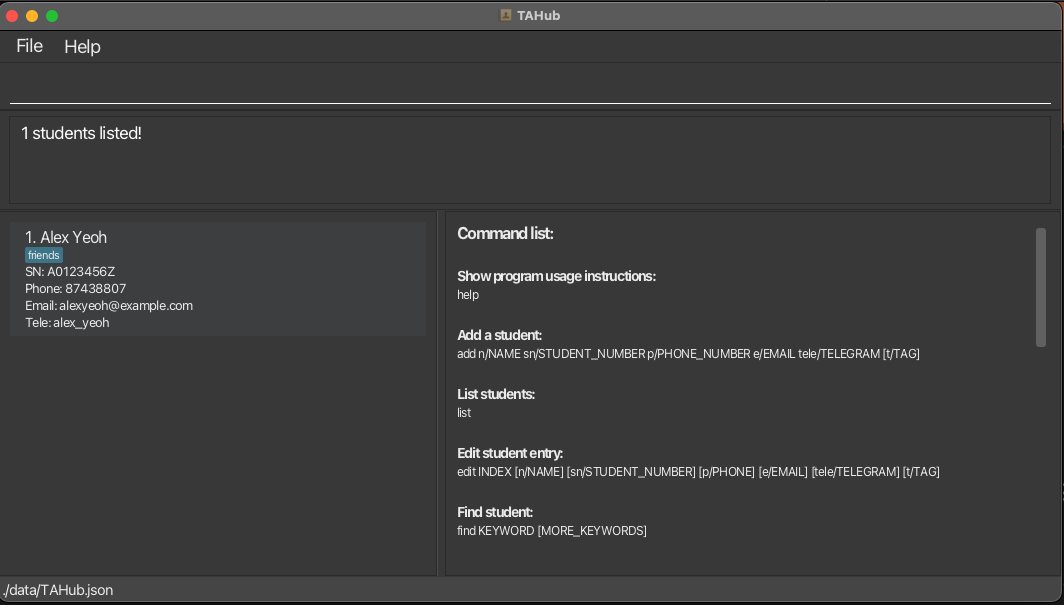 TAHub
File Help
1 students listed!
1. Alex Yeoh
friends
SN: A0123456Z
Phone: 87438807
Email: alexyeoh@example.com
Tele: alex_yeoh
Command list:
Show program usage instructions:
help
Add a student:
add n/NAME sn/STUDENT_NUMBER p/PHONE_NUMBER e/EMAIL tele/TELEGRAM [t/TAG]
List students:
list
Edit student entry:
edit INDEX [n/NAME] [sn/STUDENT_NUMBER] [p/PHONE] [e/EMAIL] [tele/TELEGRAM] [t/TAG]
Find student:
find KEYWORD [MORE_KEYWORDS]
./data/TAHub.json